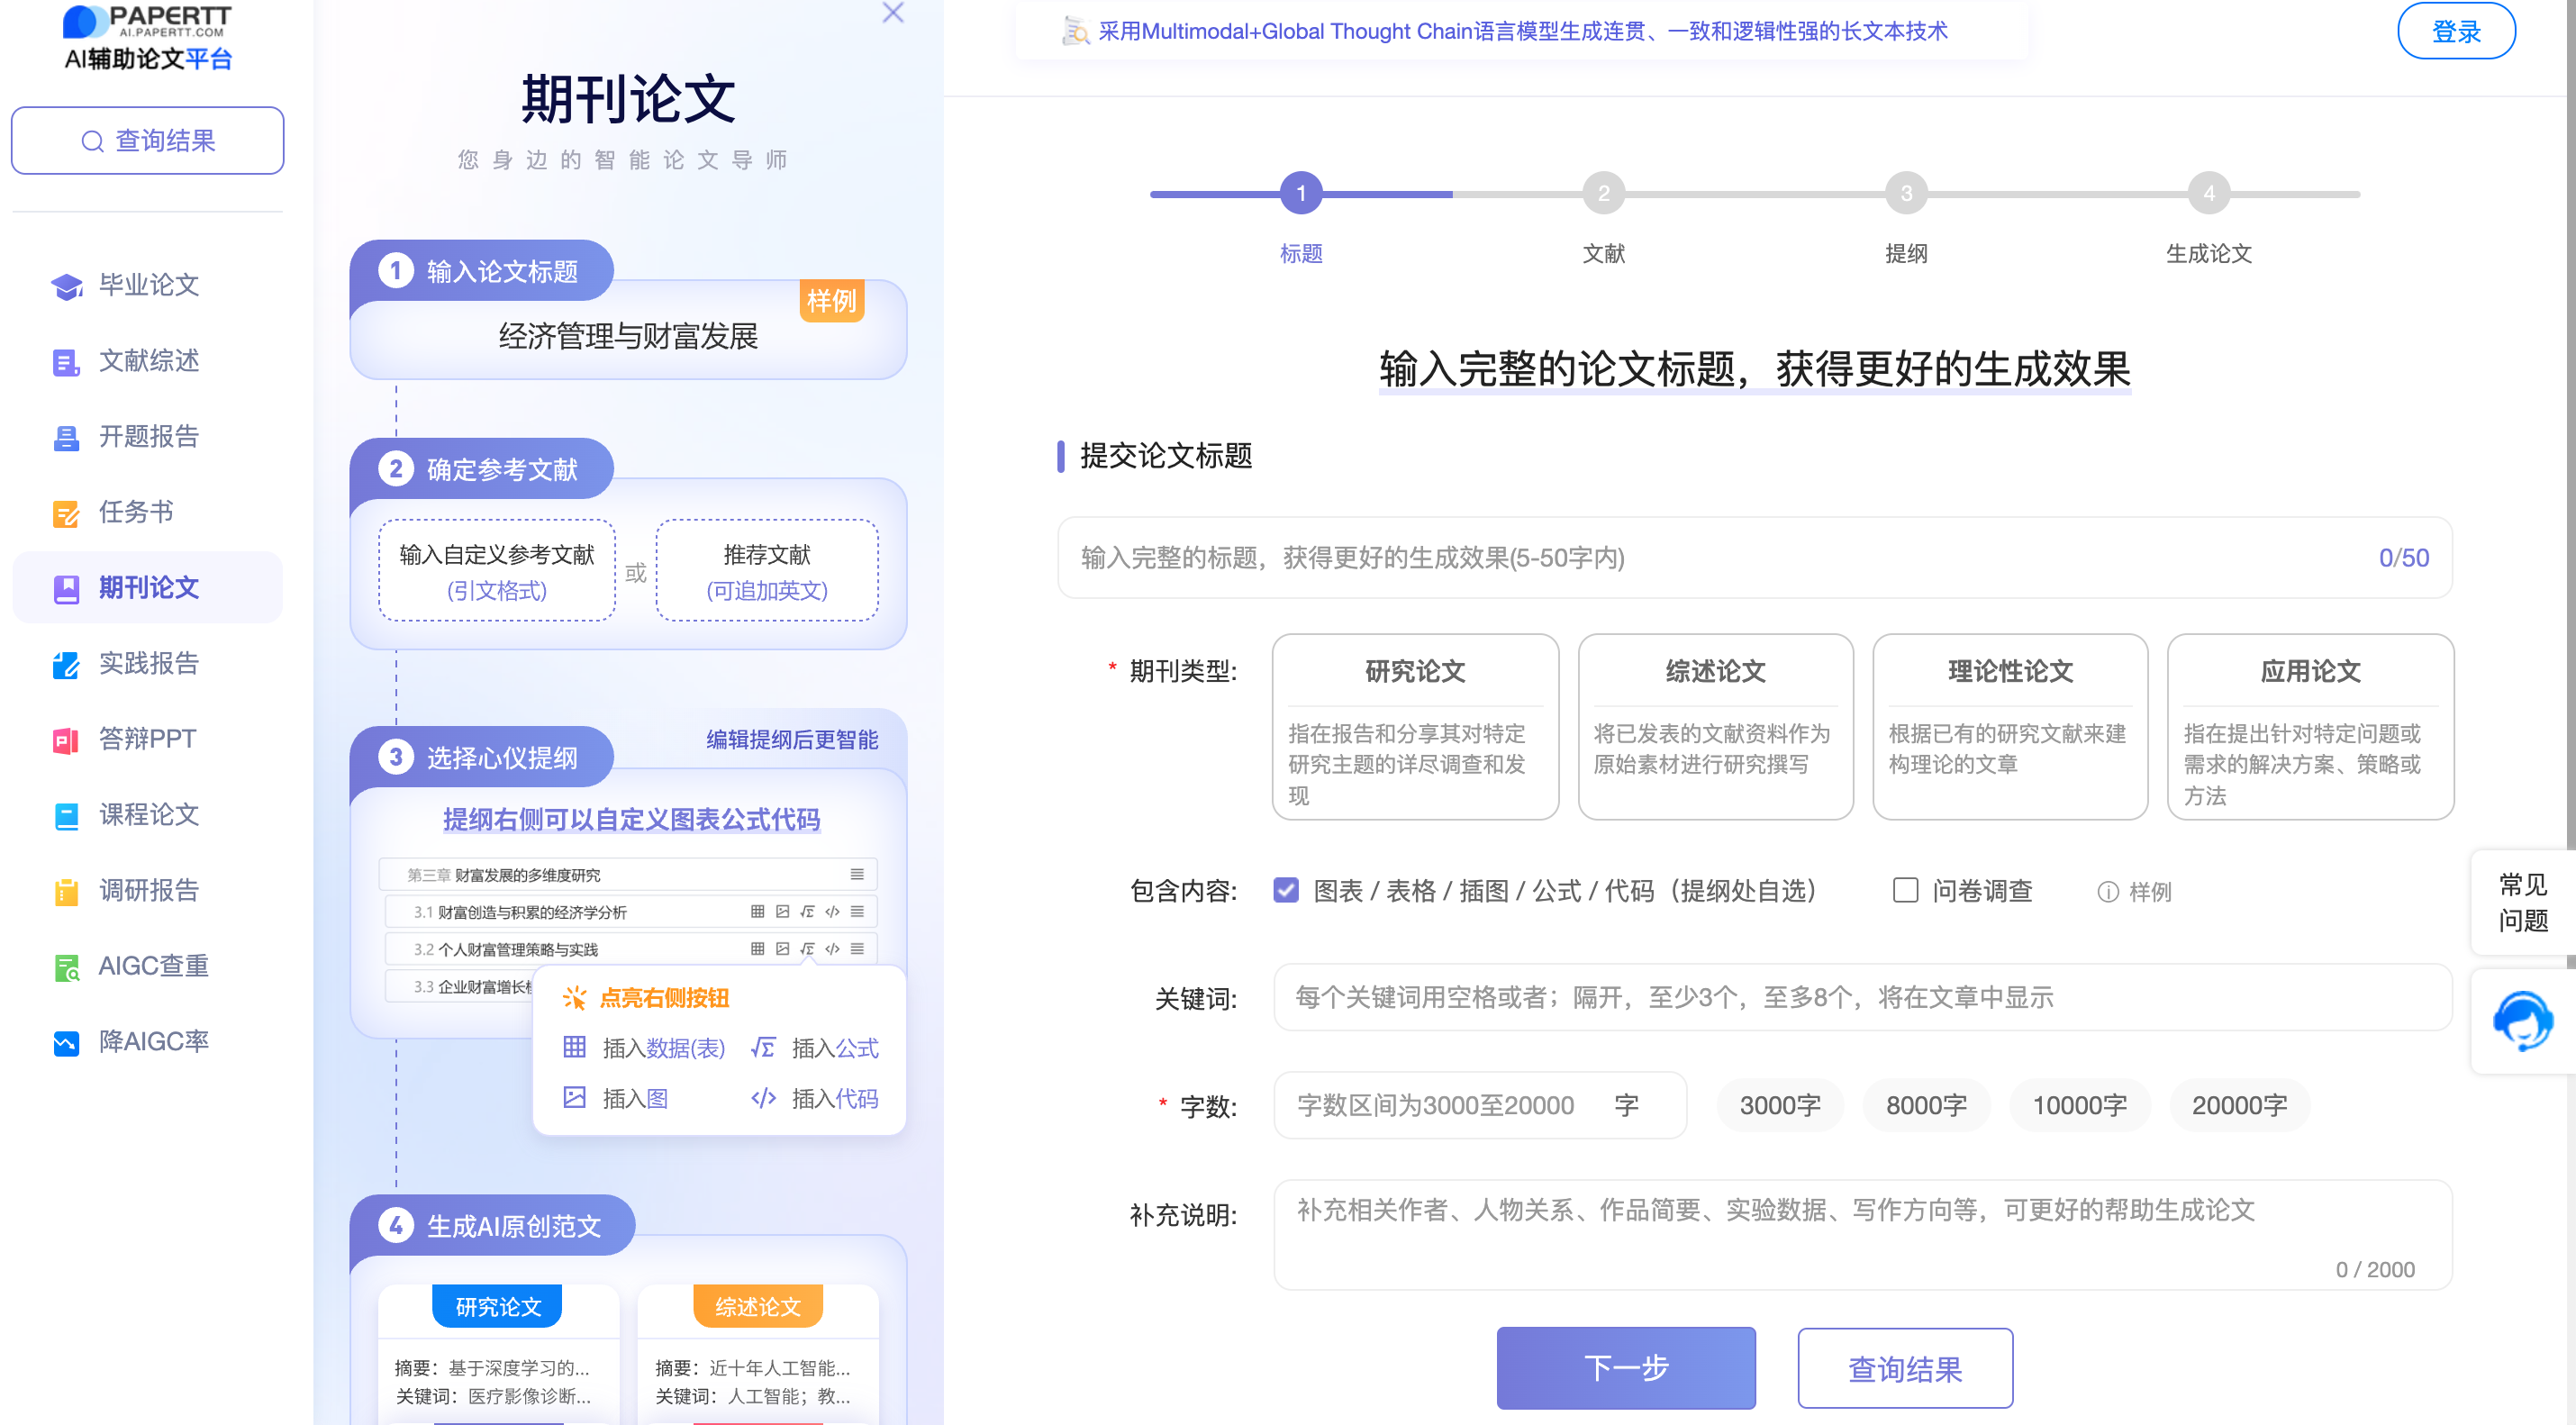 PAPERTT
AI.PAPERTT.COM
AI辅助论文平台
查询结果
毕业论文
文献综述
开题报告
任务书
期刊论文
实践报告
答辩PPT
课程论文
调研报告
AIGC查重
降AIGC率
期刊论文
您身边的智能论文导师
1 输入论文标题
样例
经济管理与财富发展
2 确定参考文献
输入自定义参考文献
(引文格式)
或
推荐文献
(可追加英文)
3 选择心仪提纲
编辑提纲后更智能
提纲右侧可以自定义图表公式代码
第三章 财富发展的多维度研究
3.1 财富创造与积累的经济学分析
3.2 个人财富管理策略与实践
3.3 企业财富增长
点亮右侧按钮
插入数据(表)
插入公式
插入图
插入代码
4 生成AI原创范文
研究论文
摘要：基于深度学习的...
关键词：医疗影像诊断...
综述论文
摘要：近十年人工智能...
关键词：人工智能；教...
采用Multimodal+Global Thought Chain语言模型生成连贯、一致和逻辑性强的长文本技术
登录
1
2
3
4
标题
文献
提纲
生成论文
输入完整的论文标题，获得更好的生成效果
提交论文标题
输入完整的标题，获得更好的生成效果(5-50字内)
0/50
* 期刊类型:
研究论文
指在报告和分享其对特定
研究主题的详尽调查和发
现
综述论文
将已发表的文献资料作为
原始素材进行研究撰写
理论性论文
根据已有的研究文献来建
构理论的文章
应用论文
指在提出针对特定问题或
需求的解决方案、策略或
方法
包含内容:
图表 / 表格 / 插图 / 公式 / 代码（提纲处自选）
问卷调查
样例
关键词:
每个关键词用空格或者；隔开，至少3个，至多8个，将在文章中显示
* 字数:
字数区间为3000至20000
字
3000字
8000字
10000字
20000字
补充说明:
补充相关作者、人物关系、作品简要、实验数据、写作方向等，可更好的帮助生成论文
0 / 2000
下一步
查询结果
常见
问题